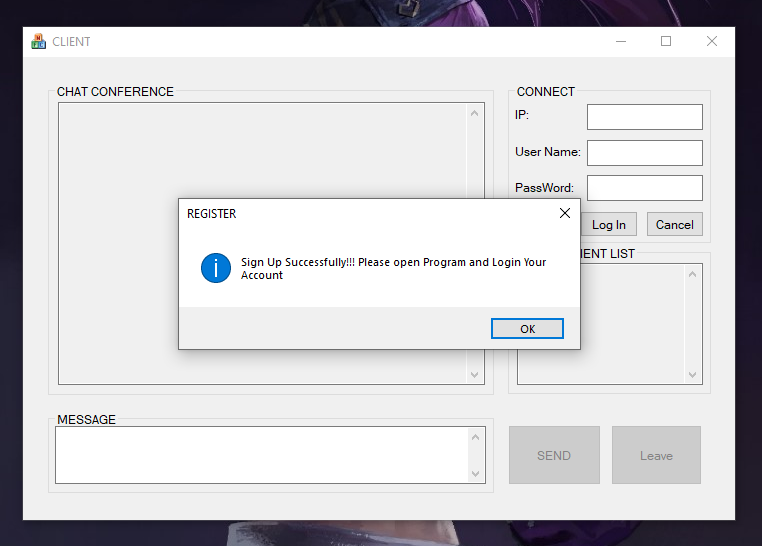 CLIENT
CHAT CONFERENCE
CONNECT
IP:
User Name:
PassWord:
Log In
Cancel
REGISTER
Sign Up Successfully!!! Please open Program and Login Your
Account
OK
LIST
MESSAGE
SEND
Leave